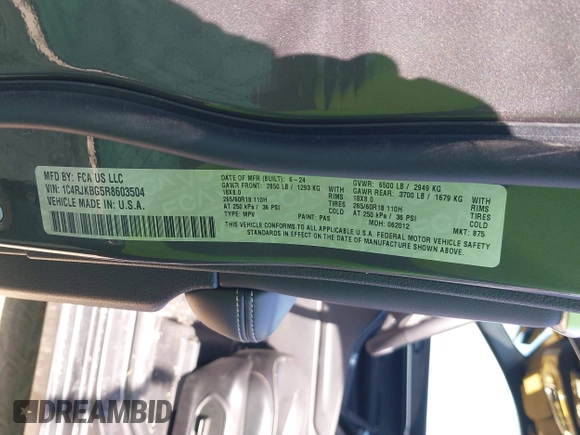 MFD BY: FCA US LLC
VIN: 1C4RJKBG5R8603504
VEHICLE MADE IN: U.S.A.
DATE OF MFR (BUILT): 6-24
GAWR FRONT: 2850 LB / 1293 KG
18X8.0 RIMS
265/60R18 110H TIRES
AT 250 kPa / 36 PSI COLD
TYPE: MPV PAINT: PAS
GVWR: 6500 LB / 2949 KG
GAWR REAR: 3700 LB / 1679 KG WITH
18X8.0 RIMS
265/60R18 110H TIRES
AT 250 kPa / 36 PSI COLD
MDH: 062012 MKT: 875
THIS VEHICLE CONFORMS TO ALL APPLICABLE U.S.A. FEDERAL MOTOR VEHICLE SAFETY
STANDARDS IN EFFECT ON THE DATE OF MANUFACTURE SHOWN ABOVE.
DREAMBID